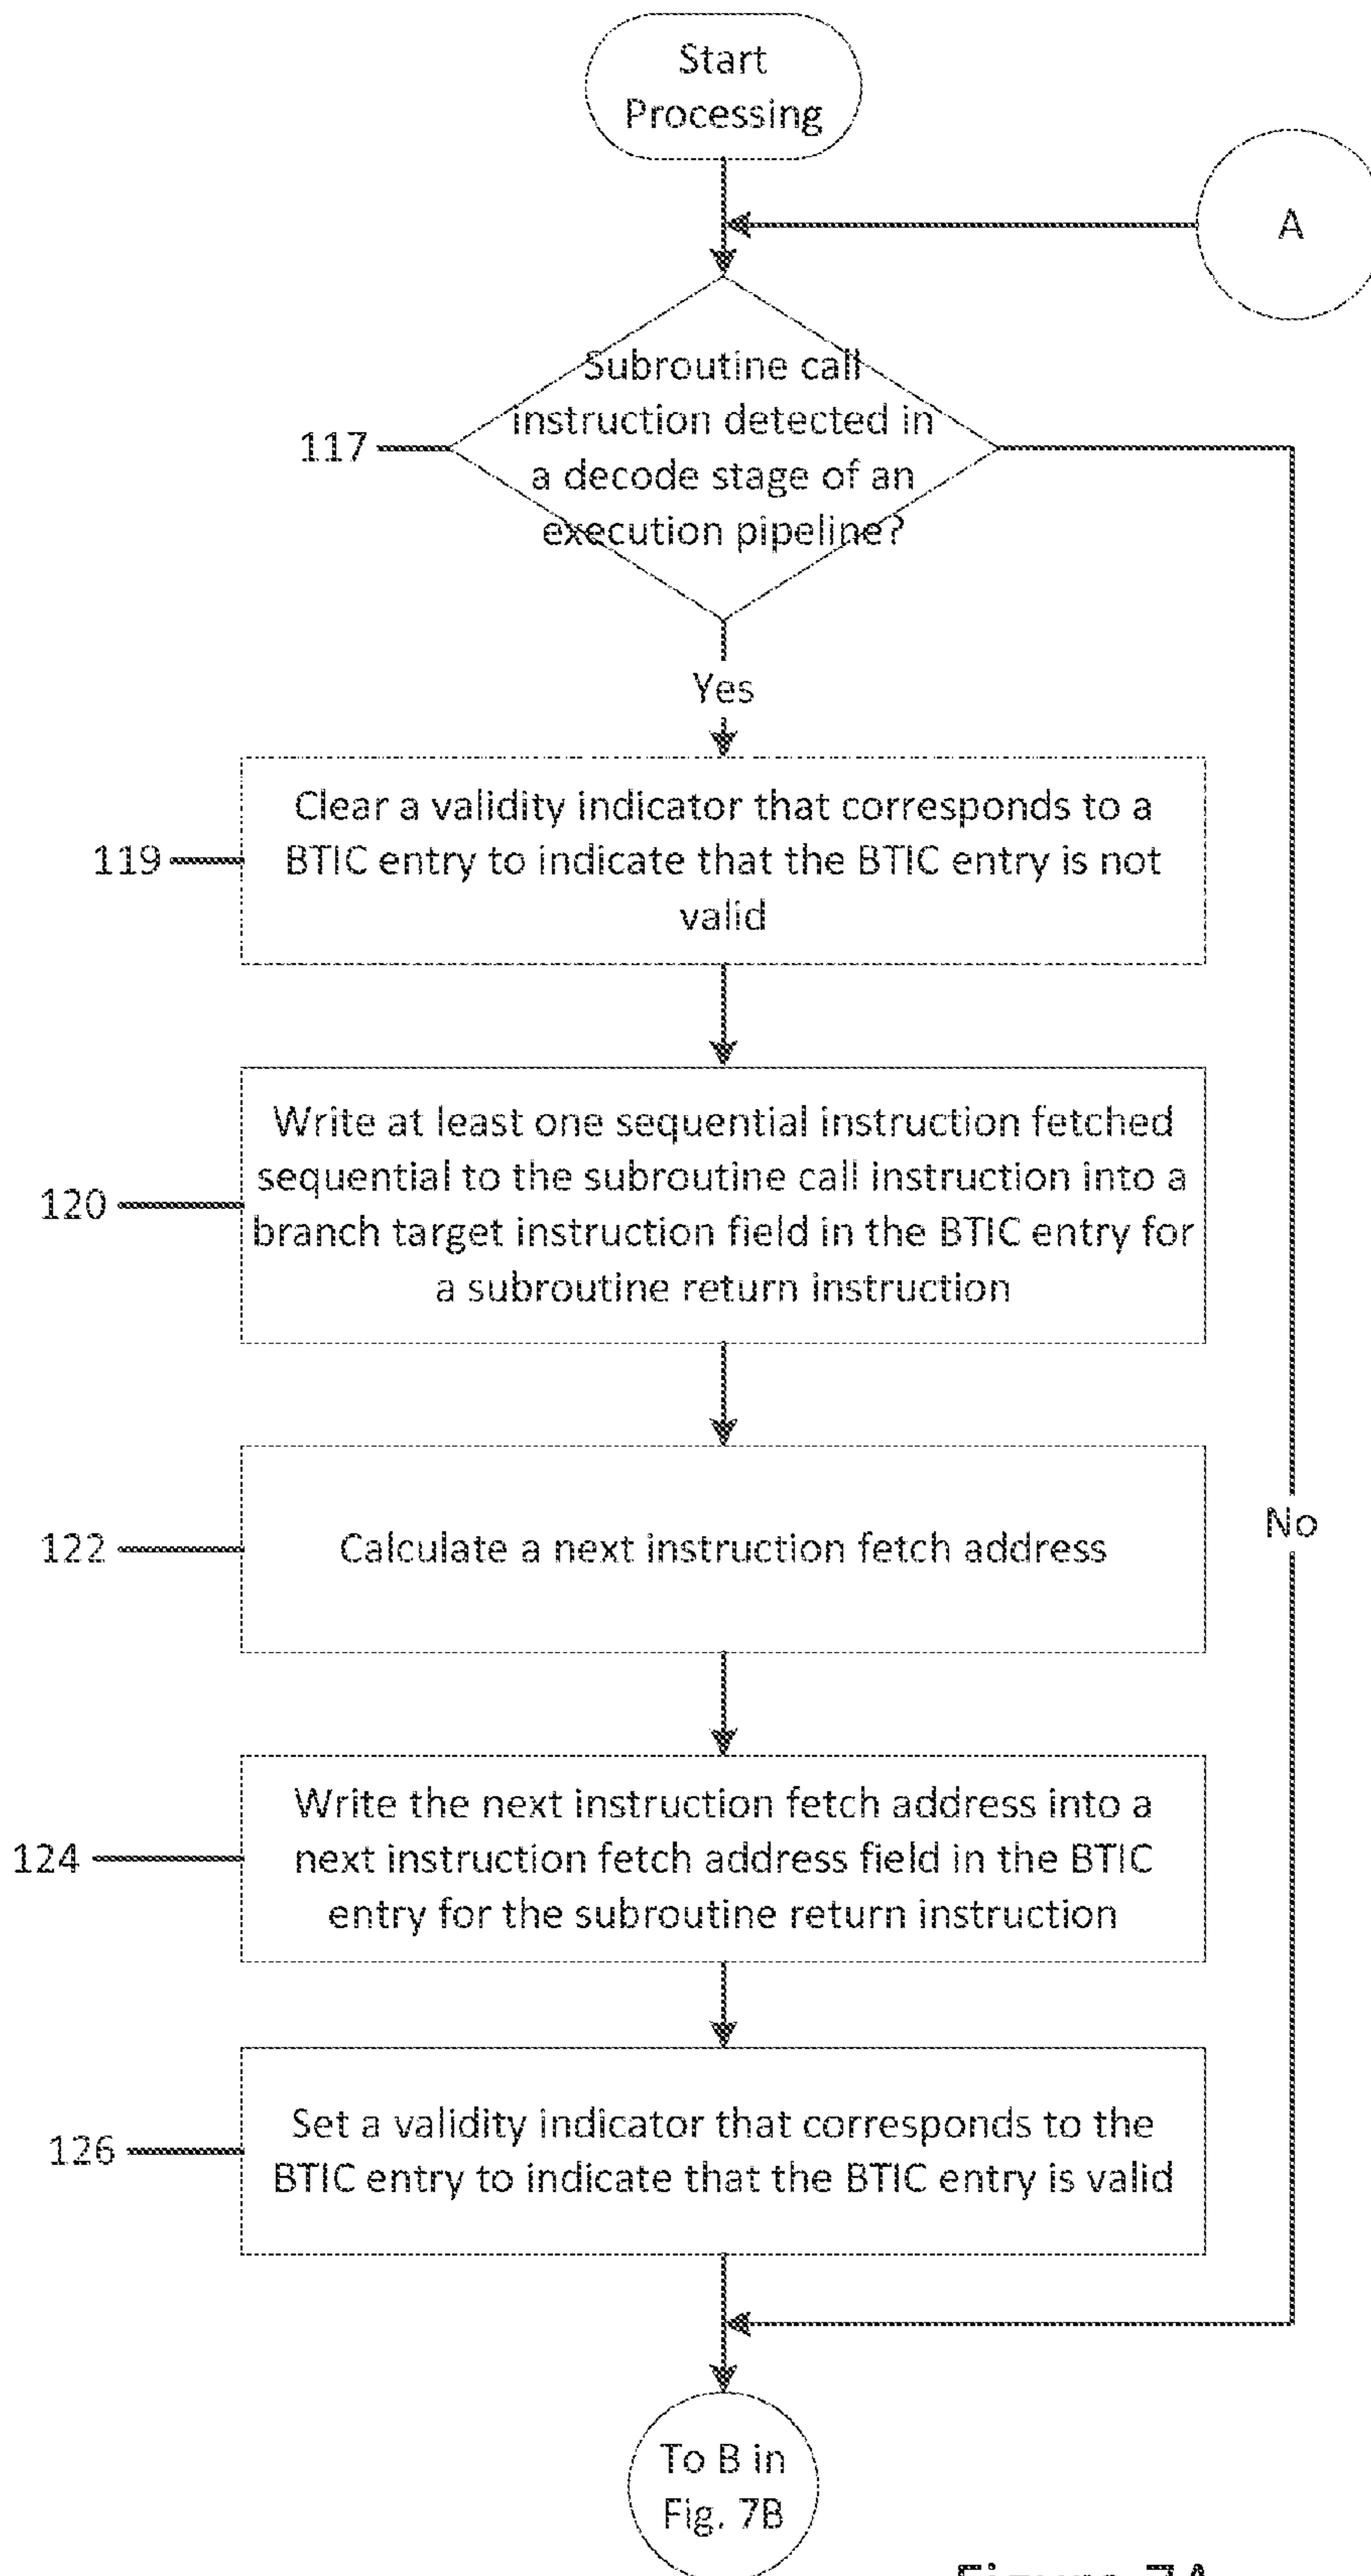 Start
Processing
A
Subroutine call
instruction detected in
a decode stage of an
execution pipeline?
117
Yes
Clear a validity indicator that corresponds to a
BTIC entry to indicate that the BTIC entry is not
valid
119
Write at least one sequential instruction fetched
sequential to the subroutine call instruction into a
branch target instruction field in the BTIC entry for
a subroutine return instruction
120
Calculate a next instruction fetch address
122
No
Write the next instruction fetch address into a
next instruction fetch address field in the BTIC
entry for the subroutine return instruction
124
Set a validity indicator that corresponds to the
BTIC entry to indicate that the BTIC entry is valid
126
To B in
Fig. 7B